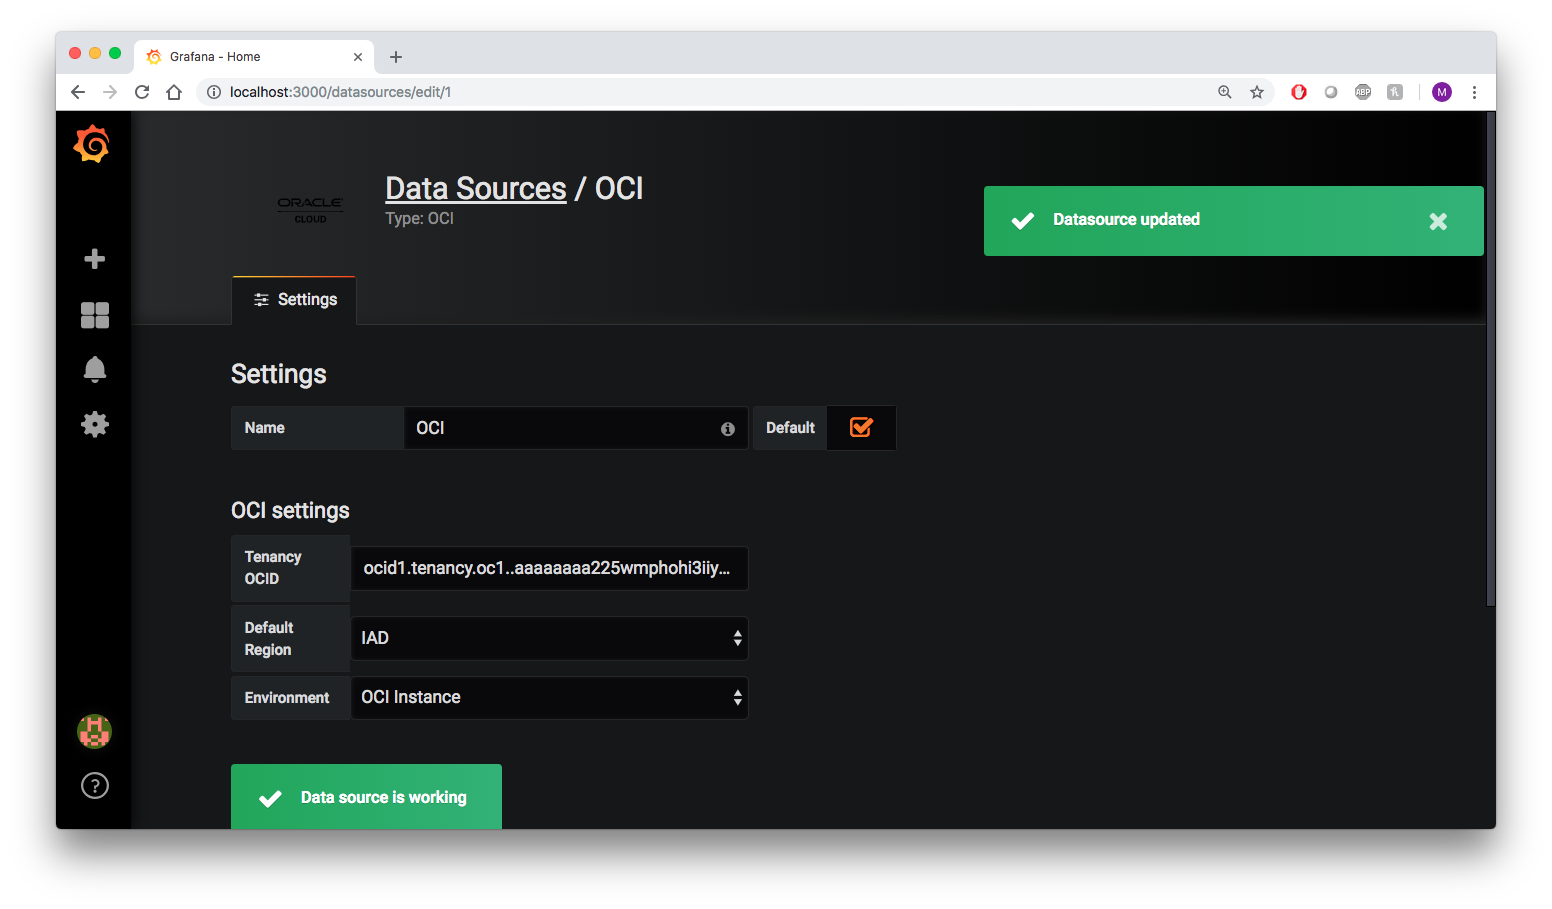 Grafana - Home
localhost:3000/datasources/edit/1
ABP
M
ORACLE
CLOUD
Data Sources / OCI
Type: OCI
Datasource updated
Settings
Settings
Name
OCI
Default
OCI settings
Tenancy
OCID
ocid1.tenancy.oc1..aaaaaaaa225wmphohi3iiy...
Default
Region
IAD
Environment
OCI Instance
Data source is working